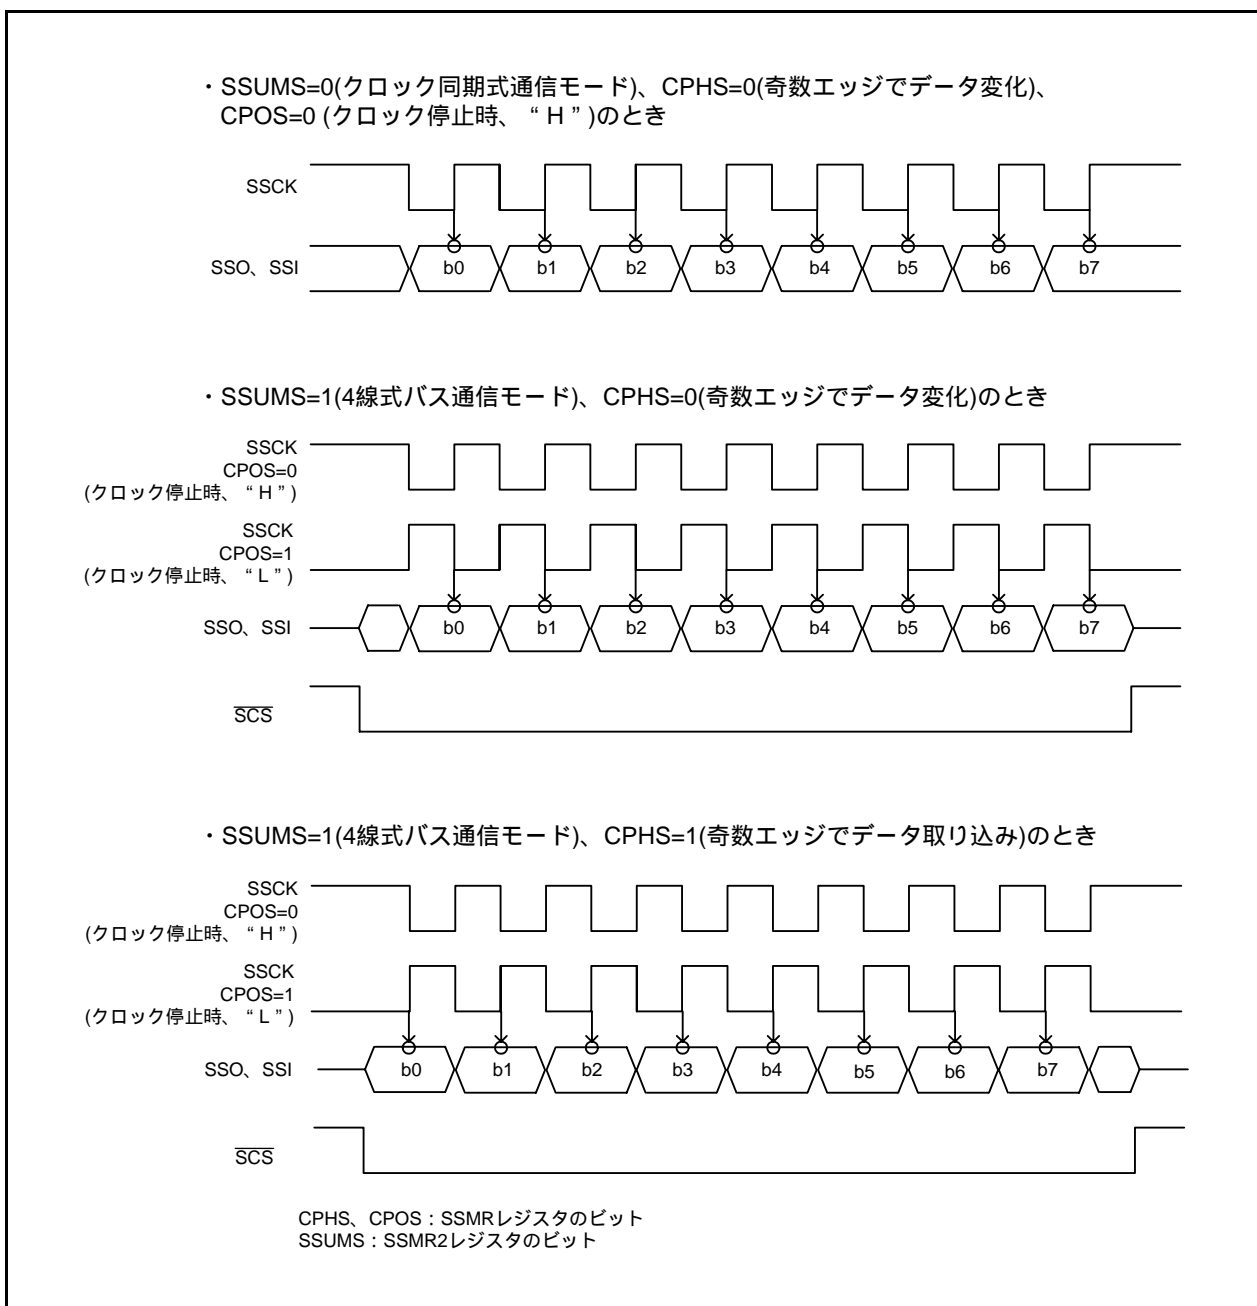 ・SSUMS=0(クロック同期式通信モード)、CPHS=0(奇数エッジでデータ変化)、
CPOS=0 (クロック停止時、“H”)のとき
SSCK
SSO、SSI
b0 b1 b2 b3 b4 b5 b6 b7
・SSUMS=1(4線式バス通信モード)、CPHS=0(奇数エッジでデータ変化)のとき
SSCK
CPOS=0
(クロック停止時、“H”)
SSCK
CPOS=1
(クロック停止時、“L”)
SSO、SSI
b0 b1 b2 b3 b4 b5 b6 b7
SCS
・SSUMS=1(4線式バス通信モード)、CPHS=1(奇数エッジでデータ取り込み)のとき
SSCK
CPOS=0
(クロック停止時、“H”)
SSCK
CPOS=1
(クロック停止時、“L”)
SSO、SSI
b0 b1 b2 b3 b4 b5 b6 b7
SCS
CPHS、CPOS：SSMRレジスタのビット
SSUMS：SSMR2レジスタのビット